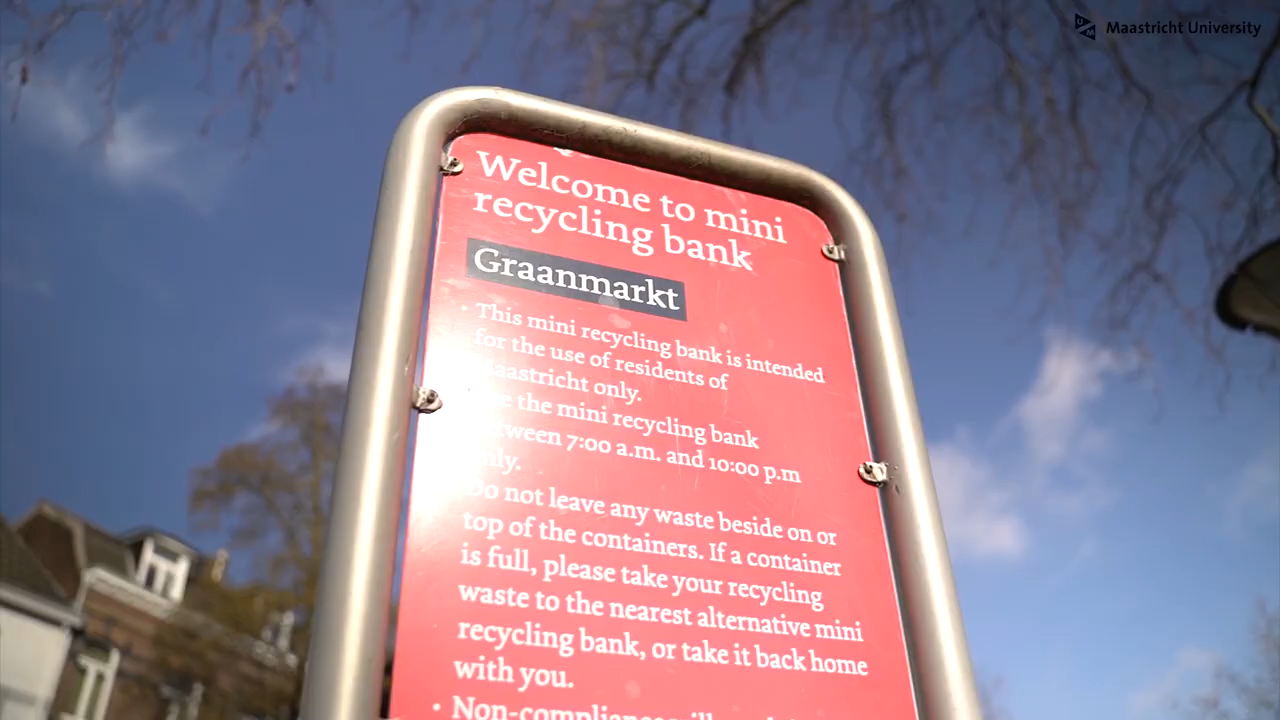 Maastricht University
Welcome to mini
recycling bank
Graanmarkt
• This mini recycling bank is intended
for the use of residents of
Maastricht only.
the mini recycling bank
between 7:00 a.m. and 10:00 p.m
only.
Do not leave any waste beside on or
top of the containers. If a container
is full, please take your recycling
waste to the nearest alternative mini
recycling bank, or take it back home
with you.
• Non-compliance will